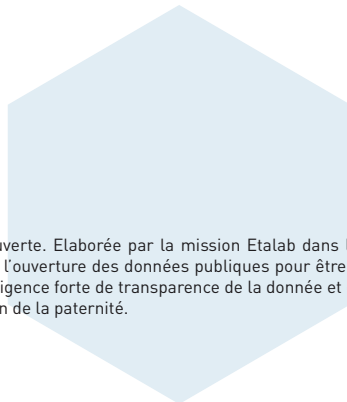 uverte. Elaborée par la mission Etalab dans l
l'ouverture des données publiques pour être
igence forte de transparence de la donnée et
n de la paternité.